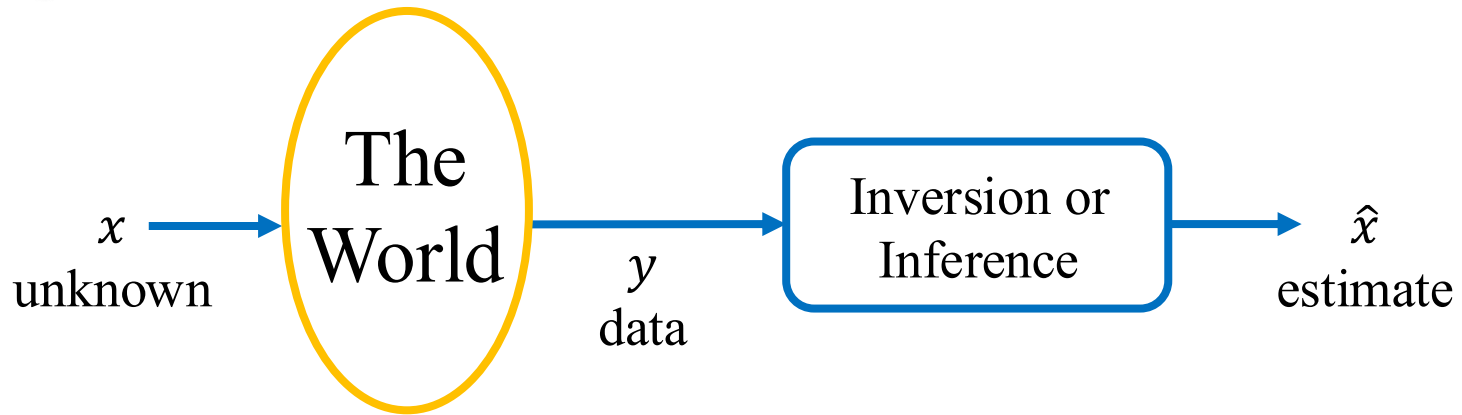 x
unknown
The
World
y
data
Inversion or
Inference
x̂
estimate